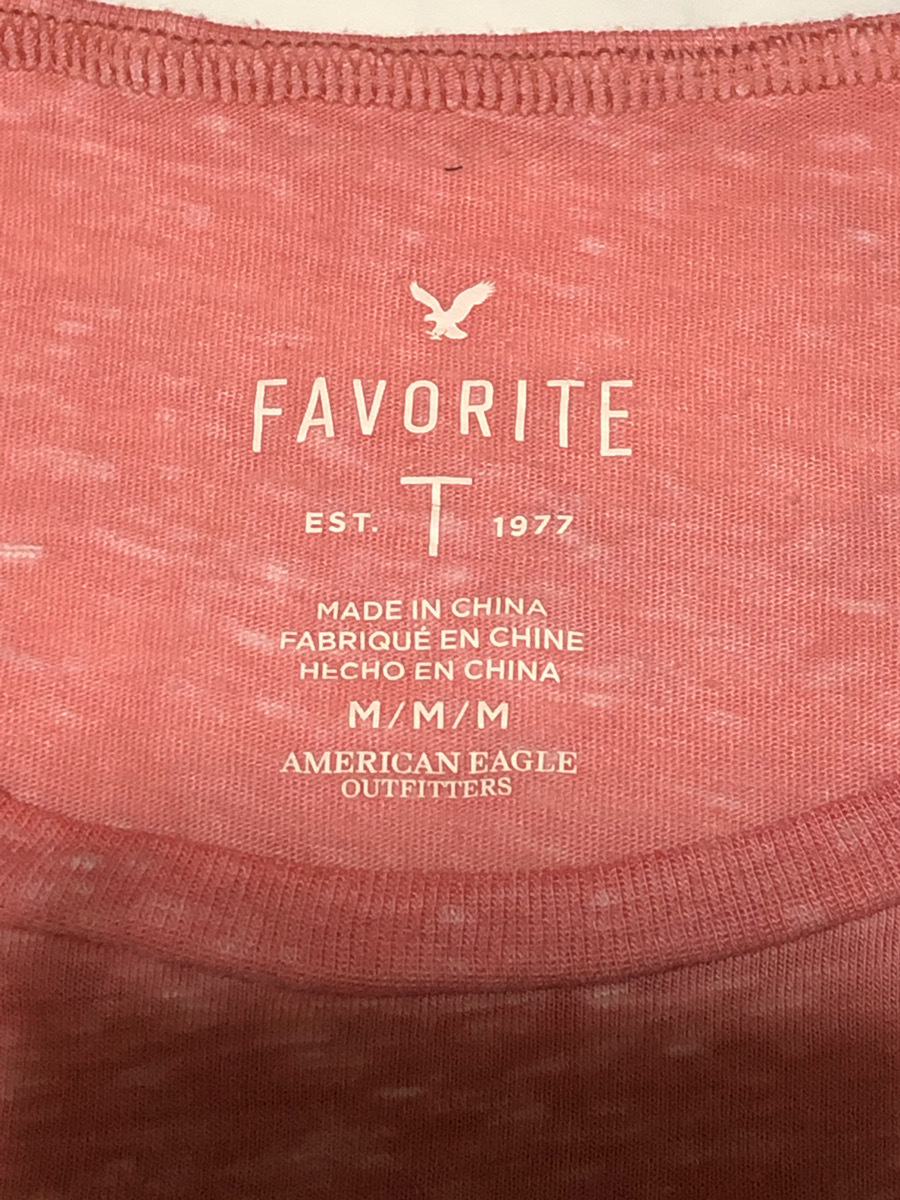 FAVORITE
T
EST. 1977
MADE IN CHINA
FABRIQUÉ EN CHINE
HECHO EN CHINA
M/M/M
AMERICAN EAGLE
OUTFITTERS